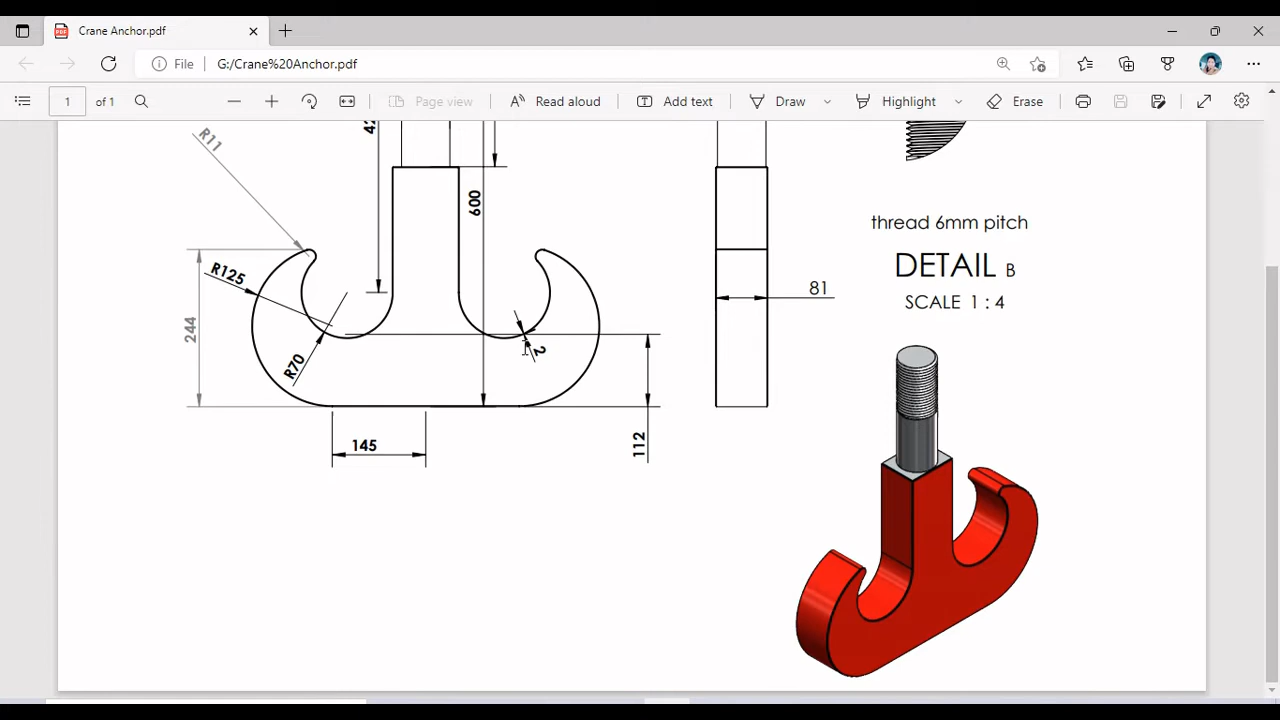 Crane Anchor.pdf
File G:/Crane%20Anchor.pdf
1 of 1 Page view Read aloud Add text Draw Highlight Erase
R11
42
600
R125
244
R70
2
81
145
112
thread 6mm pitch
DETAIL B
SCALE 1 : 4